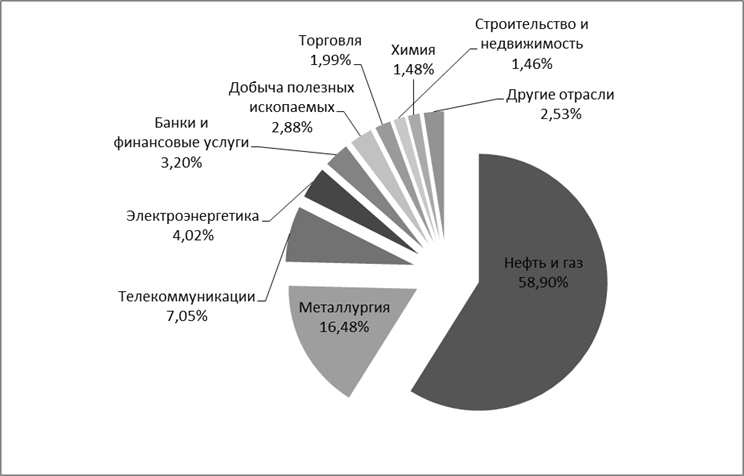 Строительство и
недвижимость
1,46%
Торговля
1,99%
Химия
1,48%
Добыча полезных
ископаемых
2,88%
Другие отрасли
2,53%
Банки и
финансовые услуги
3,20%
Электроэнергетика
4,02%
Нефть и газ
58,90%
Телекоммуникации
7,05%
Металлургия
16,48%